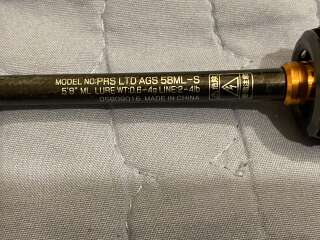 MODEL NO:PRS LTD AGS 58ML-S
5'8" ML LURE WT:0.6-4g LINE:2-4lb
05809016 MADE IN CHINA